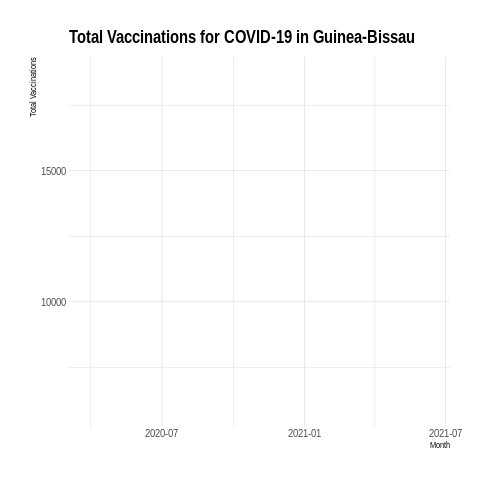 Total Vaccinations for COVID-19 in Guinea-Bissau
Total Vaccinations
15000
10000
2020-07
2021-01
2021-07
Month